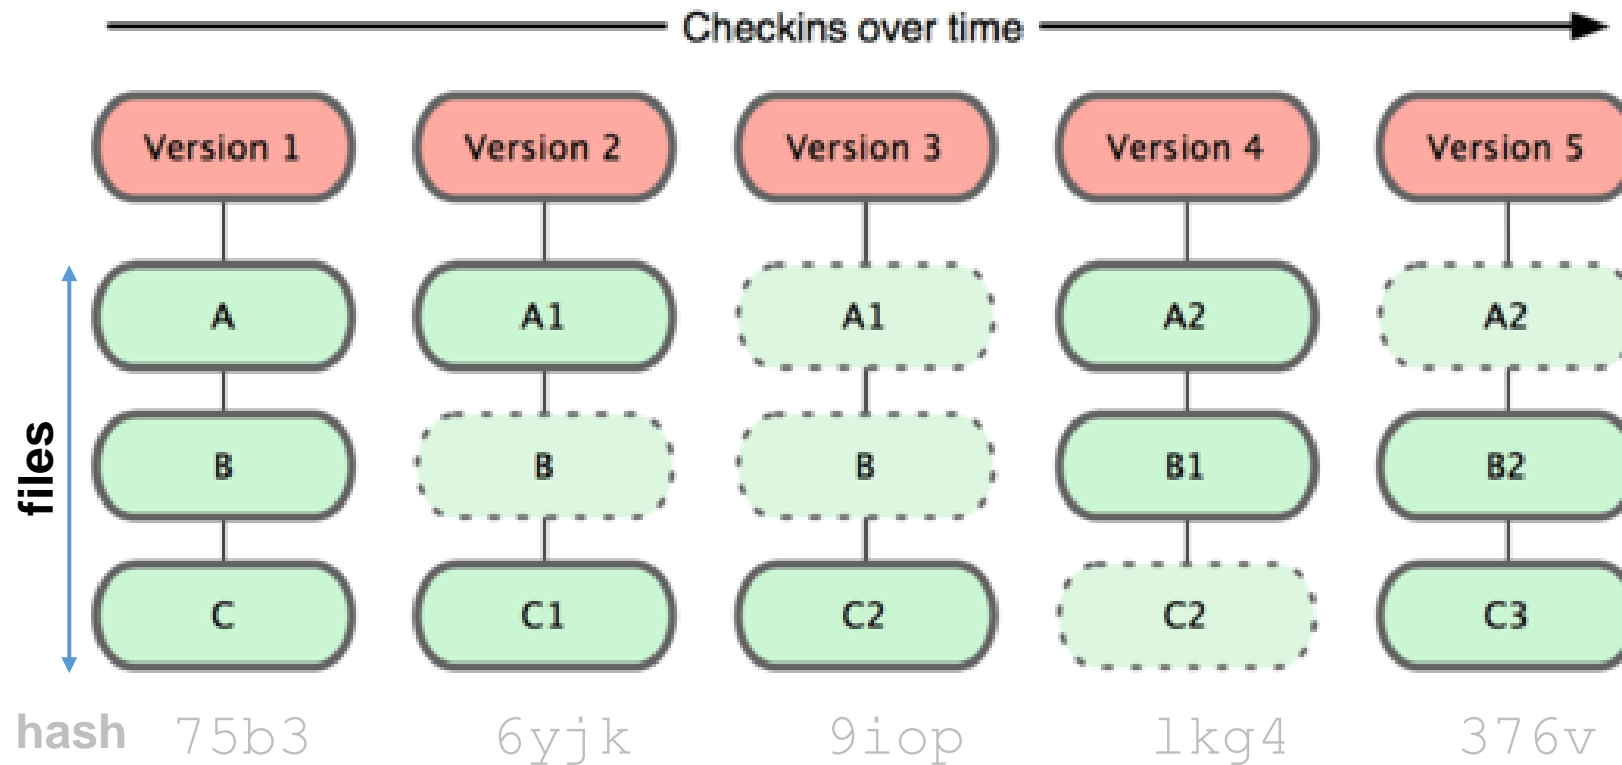 Checkins over time
Version 1 Version 2 Version 3 Version 4 Version 5
A A1 A1 A2 A2
files
B B B B1 B2
C C1 C2 C2 C3
hash 75b3 6yjk 9iop 1kg4 376v